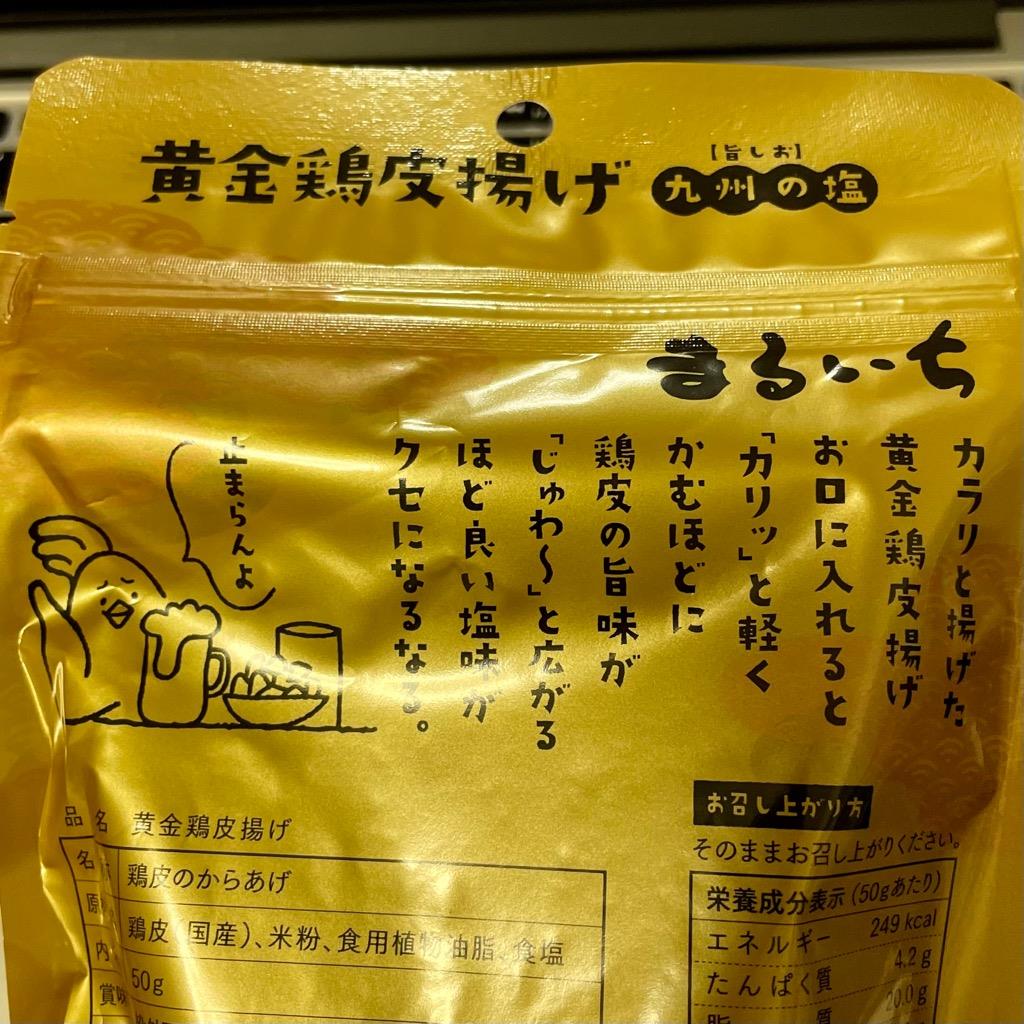 黄金鶏皮揚げ
【旨しお】
九州の塩
まるいち
カラリと揚げた
黄金鶏皮揚げ
お口に入れると
「カリッ」と軽く
かむほどに
鶏皮の旨味が
「じゅわ〜」と広がる
ほど良い塩味が
クセになるなる。
止まらんよ
品名 黄金鶏皮揚げ
名
鶏皮のからあげ
原
鶏皮(国産)、米粉、食用植物油脂、食塩
内
50g
賞味
お召し上がり方
そのままお召し上がりください。
栄養成分表示(50gあたり)
エネルギー 249 kcal
たんぱく質 4.2 g
脂質 20.0 g